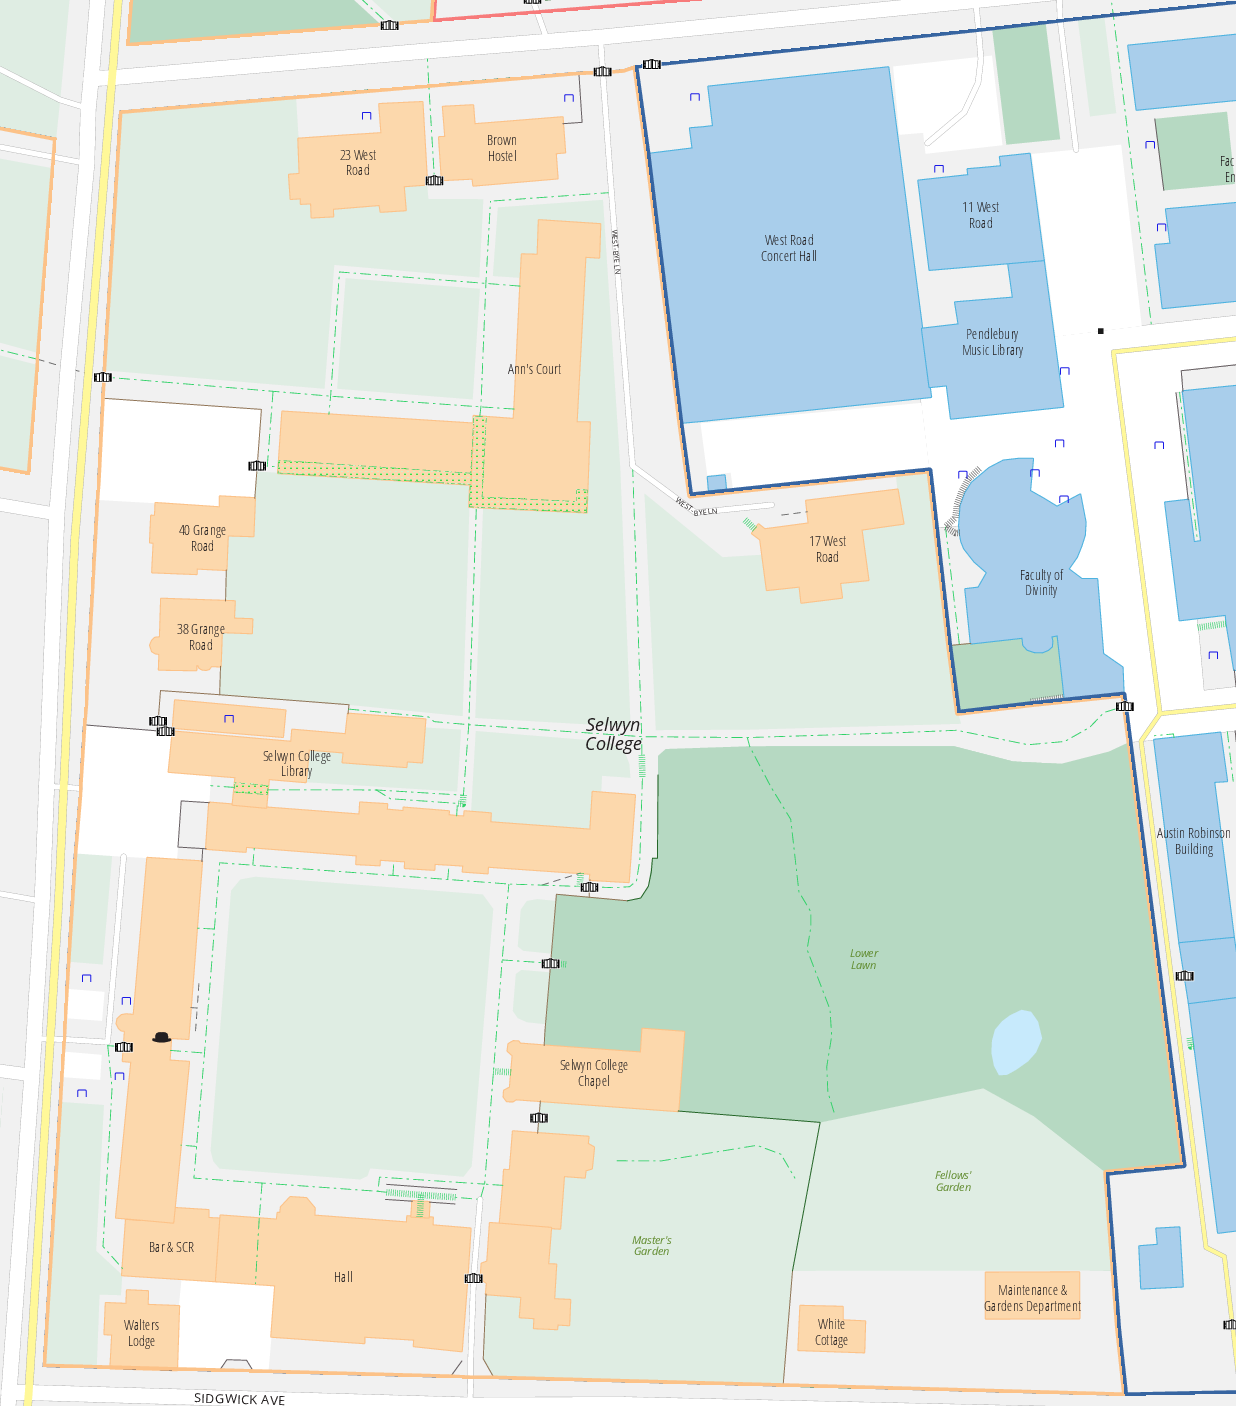 Brown
Hostel
23 West
Road
11 West
Road
Fac
En
WEST-BYE LN
West Road
Concert Hall
Pendlebury
Music Library
Ann's Court
WEST-BYE LN
40 Grange
Road
17 West
Road
Faculty of
Divinity
38 Grange
Road
Selwyn
College
Selwyn College
Library
Austin Robinson
Building
Lower
Lawn
Selwyn College
Chapel
Fellows'
Garden
Master's
Garden
Bar & SCR
Hall
Maintenance &
Gardens Department
Walters
Lodge
White
Cottage
SIDGWICK AVE